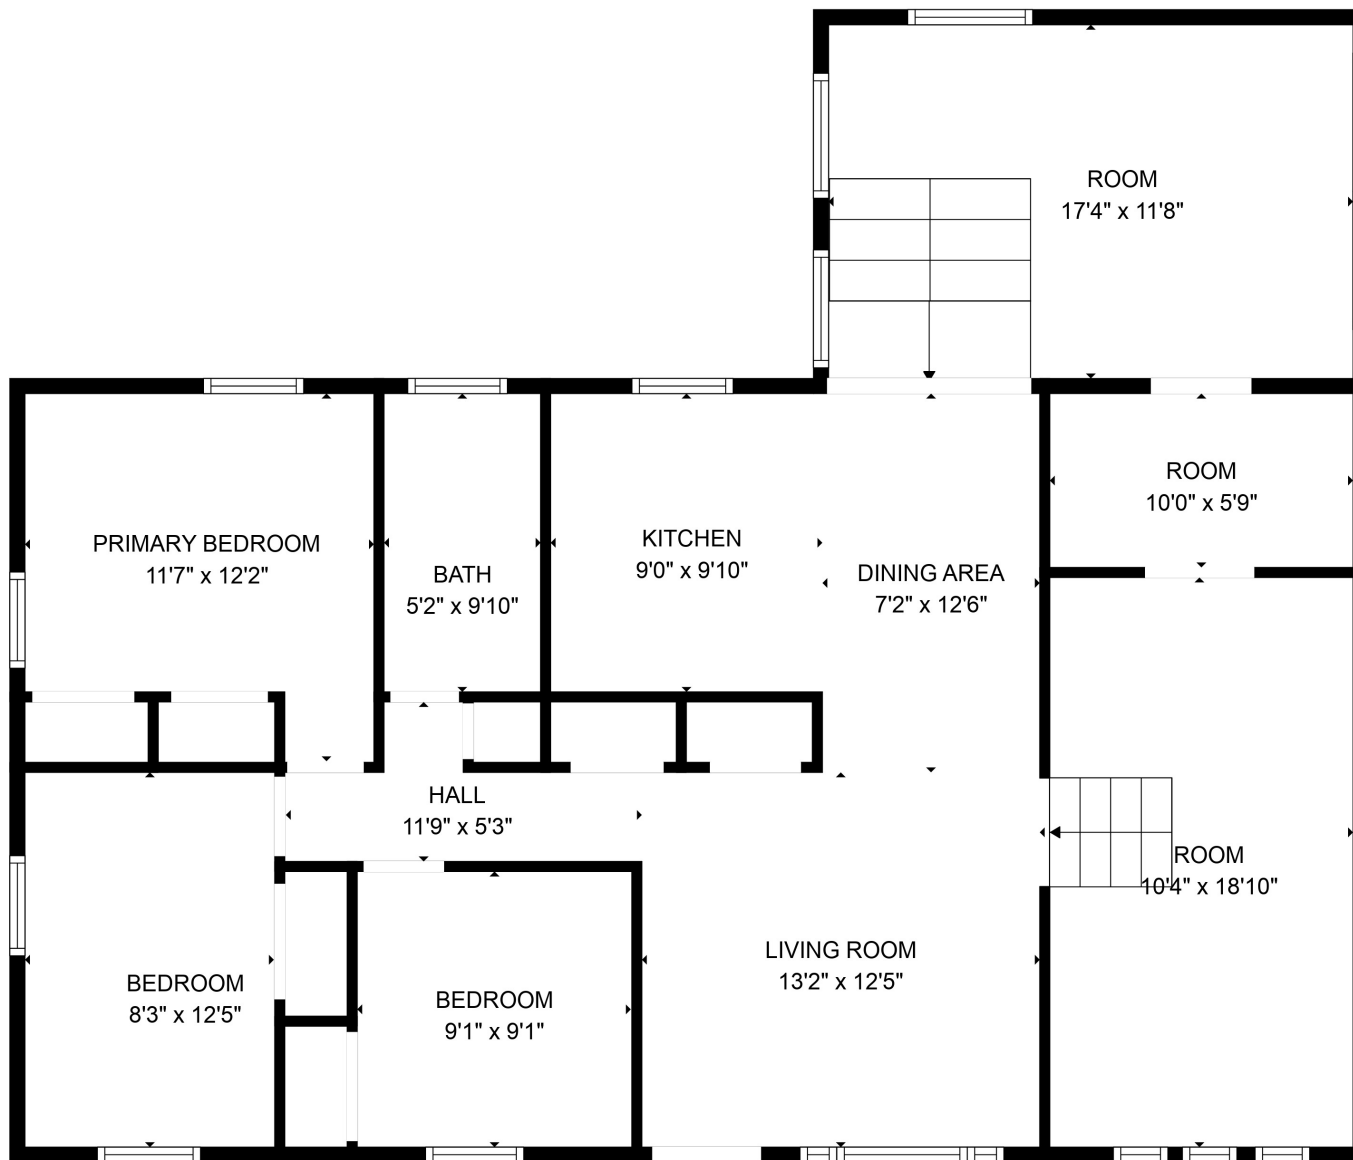 ROOM
17'4" x 11'8"
ROOM
10'0" x 5'9"
PRIMARY BEDROOM
11'7" x 12'2"
BATH
5'2" x 9'10"
KITCHEN
9'0" x 9'10"
DINING AREA
7'2" x 12'6"
HALL
11'9" x 5'3"
ROOM
10'4" x 18'10"
BEDROOM
8'3" x 12'5"
BEDROOM
9'1" x 9'1"
LIVING ROOM
13'2" x 12'5"